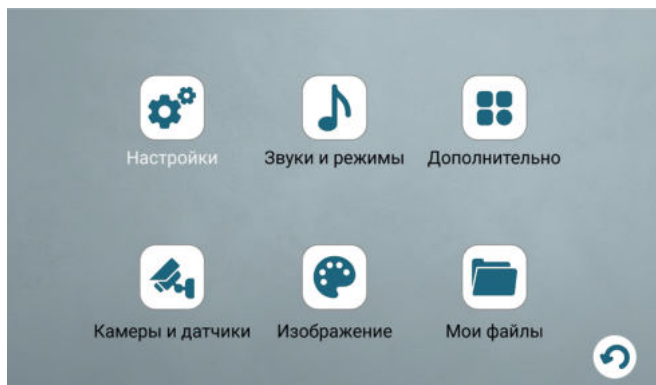 Настройки
Звуки и режимы
Дополнительно
Камеры и датчики
Изображение
Мои файлы